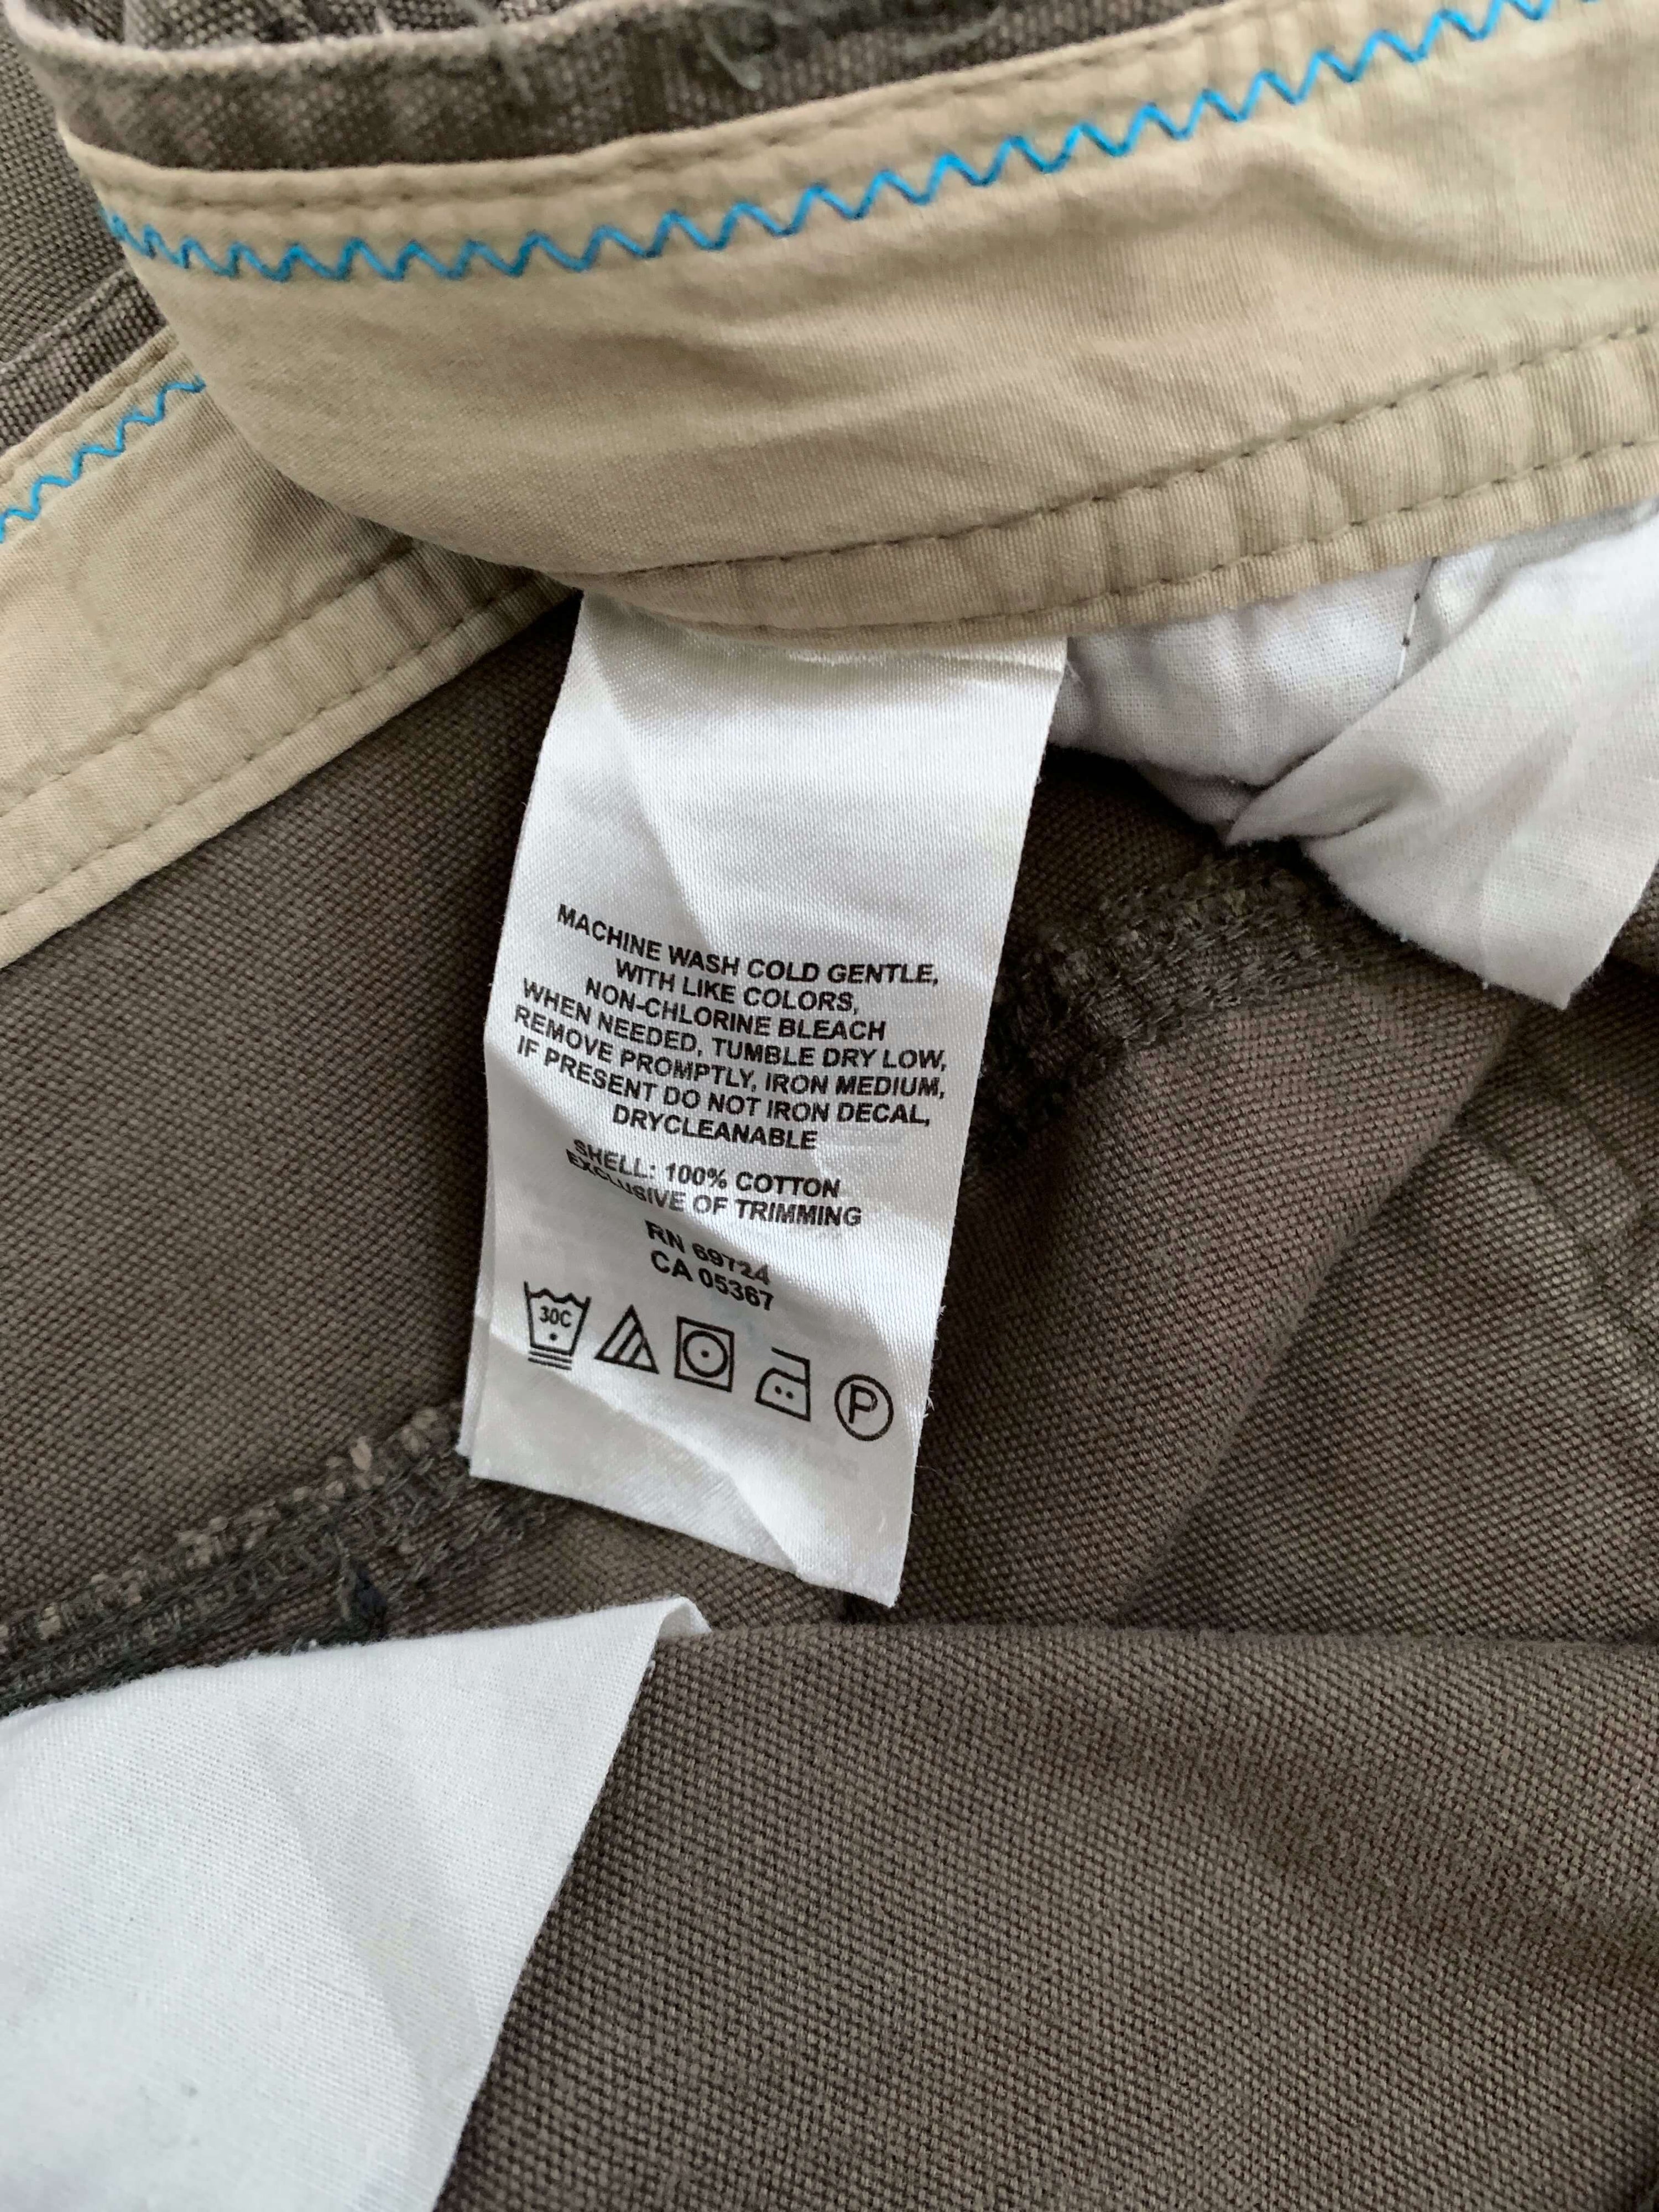 MACHINE WASH COLD GENTLE,
WITH LIKE COLORS,
NON-CHLORINE BLEACH
WHEN NEEDED, TUMBLE DRY LOW,
REMOVE PROMPTLY, IRON MEDIUM,
IF PRESENT DO NOT IRON DECAL,
DRYCLEANABLE
SHELL: 100% COTTON
EXCLUSIVE OF TRIMMING
RN 69724
CA 05367
30C P